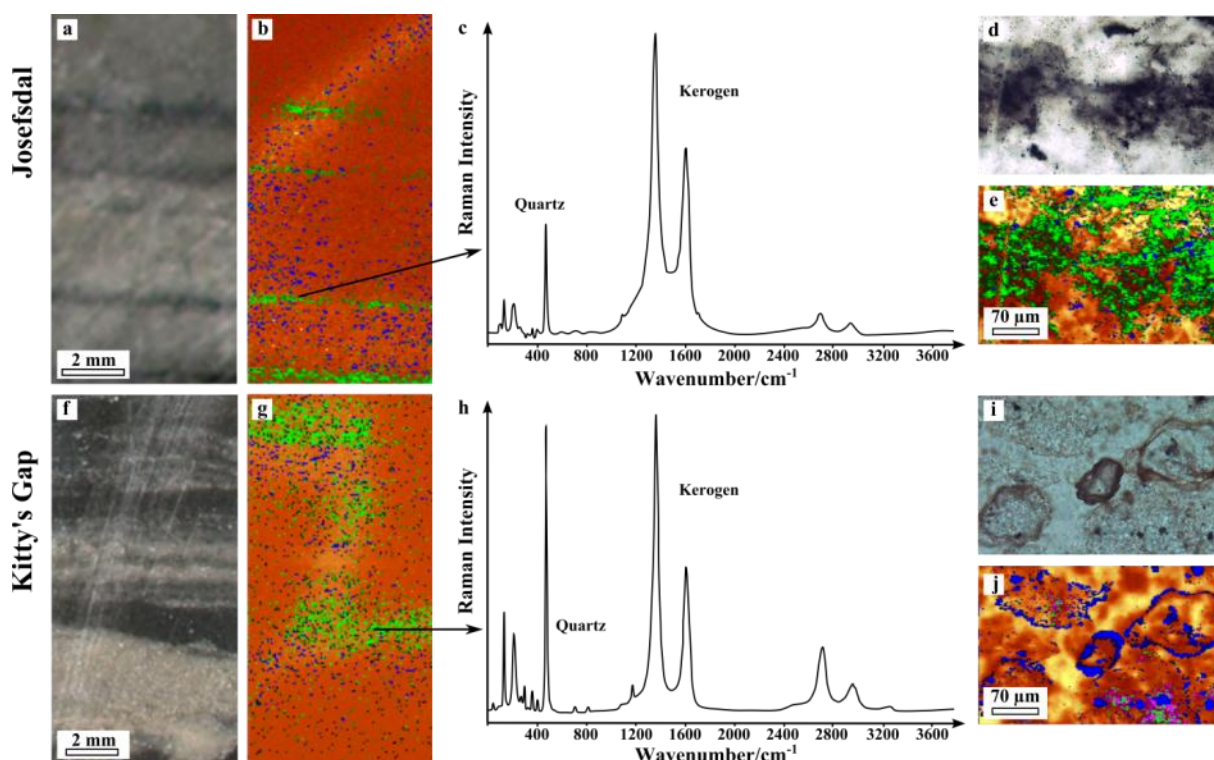 Josefsdal
a
b
c
d
Kerogen
Quartz
Raman Intensity
e
70 µm
2 mm
400 800 1200 1600 2000 2400 2800 3200 3600
Wavenumber/cm-1
Kitty's Gap
f
g
h
i
Kerogen
Quartz
Raman Intensity
j
70 µm
2 mm
400 800 1200 1600 2000 2400 2800 3200 3600
Wavenumber/cm-1